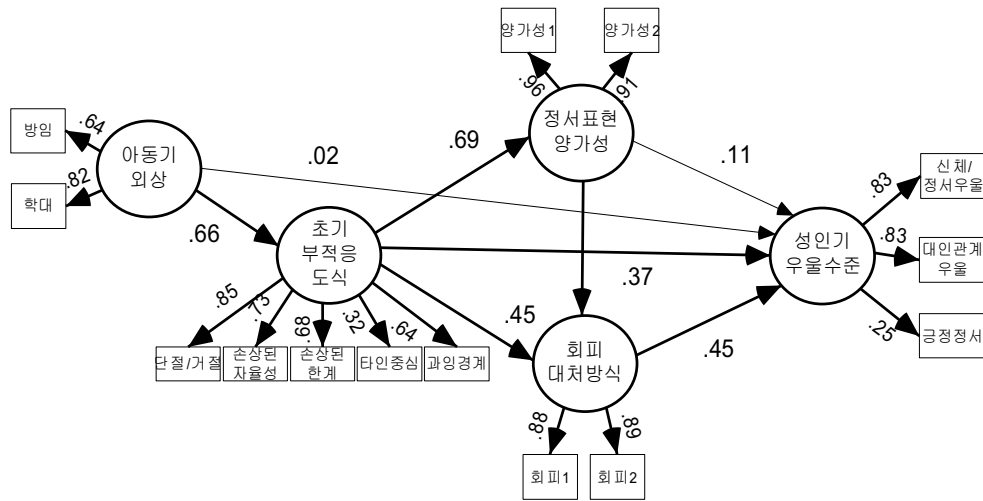 양가성1
양가성2
.96
.91
정서표현
양가성
방임
.64
아동기
외상
학대
.82
.69
.02
.11
신체/
정서우울
.83
.66
초기
부적응
도식
성인기
우울수준
.83
대인관계
우울
.37
.25
긍정정서
.85
.73
.68
.32
.64
.45
.45
단절/거절
손상된
자율성
손상된
한계
타인중심
과잉경계
회피
대처방식
.88
.89
회피1
회피2